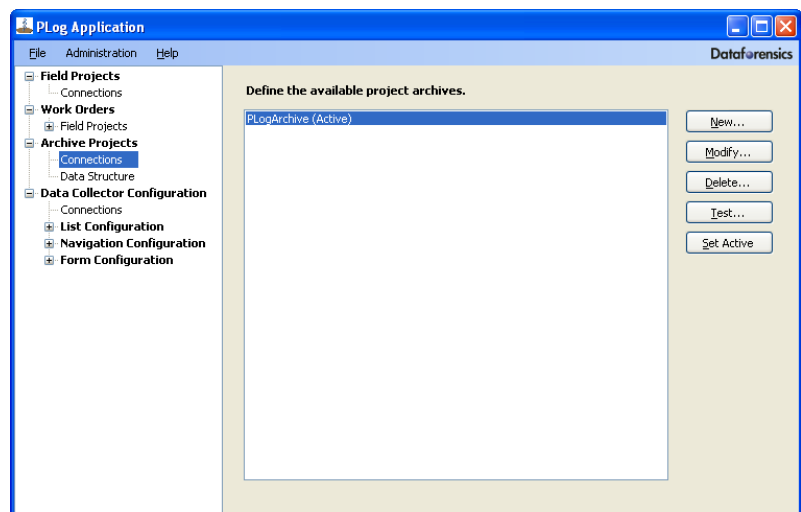 PLog Application
File Administration Help
Dataforensics
Field Projects
Connections
Work Orders
Field Projects
Archive Projects
Connections
Data Structure
Data Collector Configuration
Connections
List Configuration
Navigation Configuration
Form Configuration
Define the available project archives.
PLogArchive (Active)
New...
Modify...
Delete...
Test...
Set Active